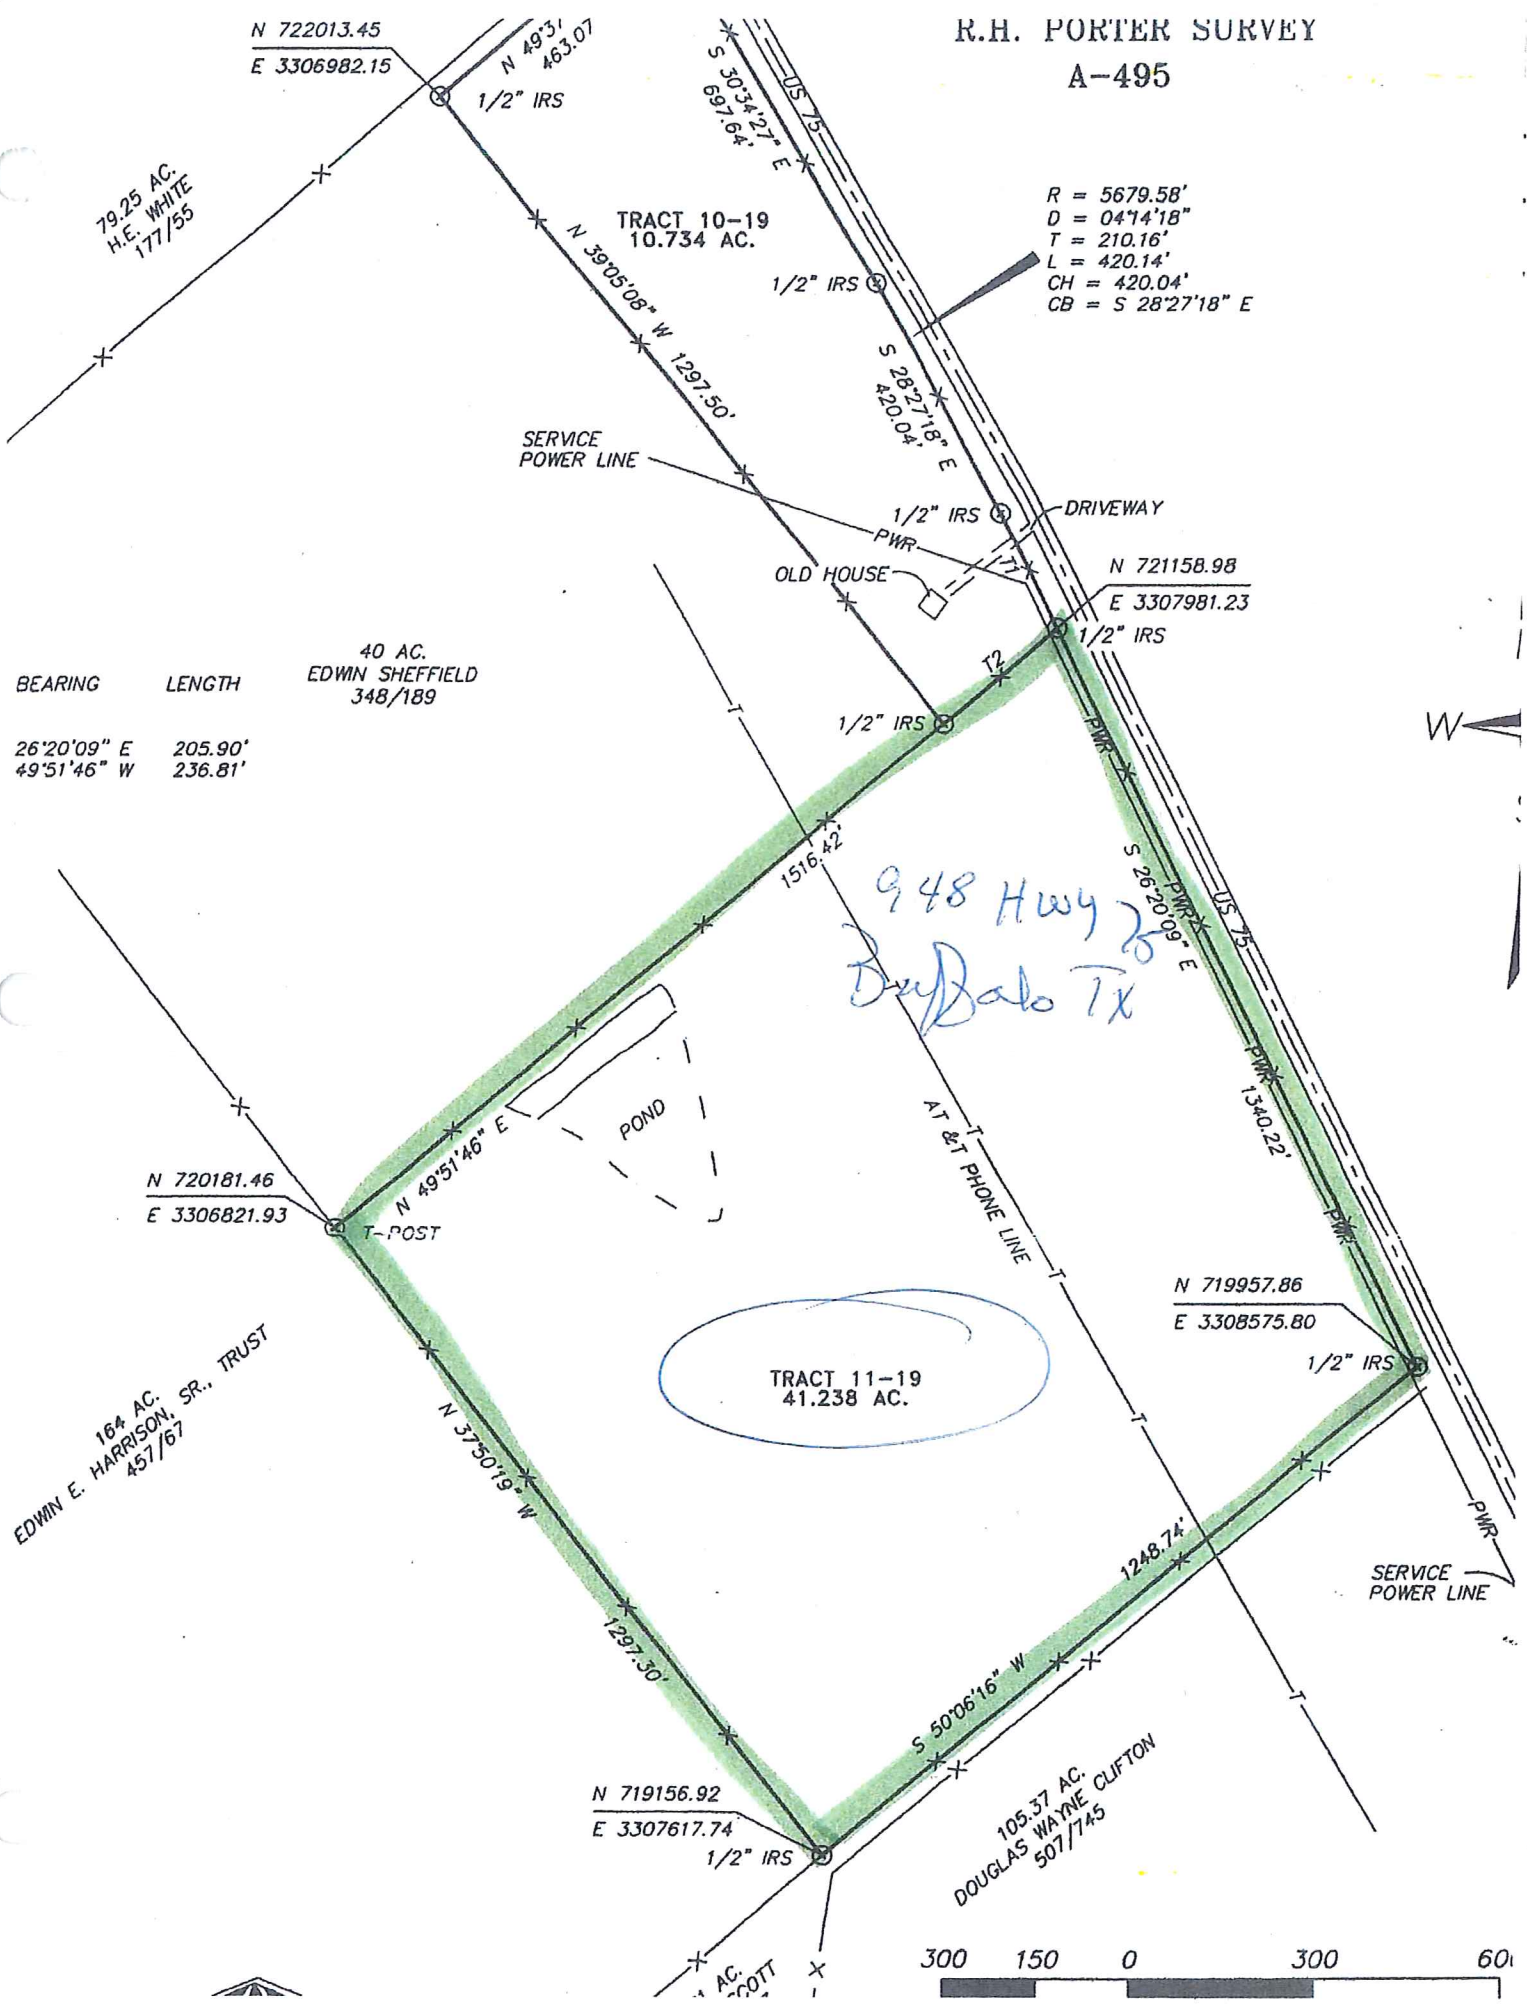 R.H. PORTER SURVEY
A-495
N 722013.45
E 3306982.15
1/2" IRS
N 49°37'
463.07
S 30°34'27" E
697.64'
US 75
79.25 AC.
H.E. WHITE
177/55
TRACT 10-19
10.734 AC.
R = 5679.58'
D = 04°14'18"
T = 210.16'
L = 420.14'
CH = 420.04'
CB = S 28°27'18" E
1/2" IRS
N 39°05'08" W 1297.50'
S 28°27'18" E
420.04'
SERVICE
POWER LINE
PWR
1/2" IRS
DRIVEWAY
T1
OLD HOUSE
N 721158.98
E 3307981.23
1/2" IRS
T2
40 AC.
EDWIN SHEFFIELD
348/189
BEARING LENGTH
26°20'09" E 205.90'
49°51'46" W 236.81'
1/2" IRS
W
T
PWR
1516.42'
948 Hwy 75
Buffalo Tx
S 26°20'09" E
PWR
US 75
T
PWR
1340.22'
POND
N 49°51'46" E
AT &T PHONE LINE
T
N 720181.46
E 3306821.93
T-POST
PWR
T
N 719957.86
E 3308575.80
1/2" IRS
164 AC.
EDWIN E. HARRISON, SR., TRUST
457/67
TRACT 11-19
41.238 AC.
N 37°50'19" W
1297.30'
T
PWR
SERVICE
POWER LINE
1248.74'
S 50°06'16" W
T
N 719156.92
E 3307617.74
1/2" IRS
105.37 AC.
DOUGLAS WAYNE CLIFTON
507/745
AC.
COTT
300 150 0 300 60